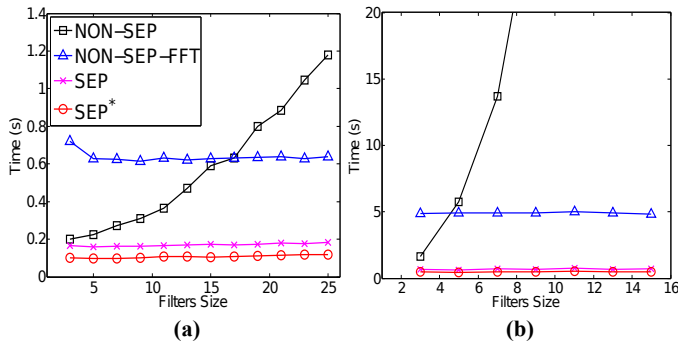 1.4
1.2
1
0.8
0.6
0.4
0.2
0
Time (s)
NON−SEP
NON−SEP−FFT
SEP
SEP*
5 10 15 20 25
Filters Size
(a)
20
15
10
5
0
Time (s)
2 4 6 8 10 12 14 16
Filters Size
(b)